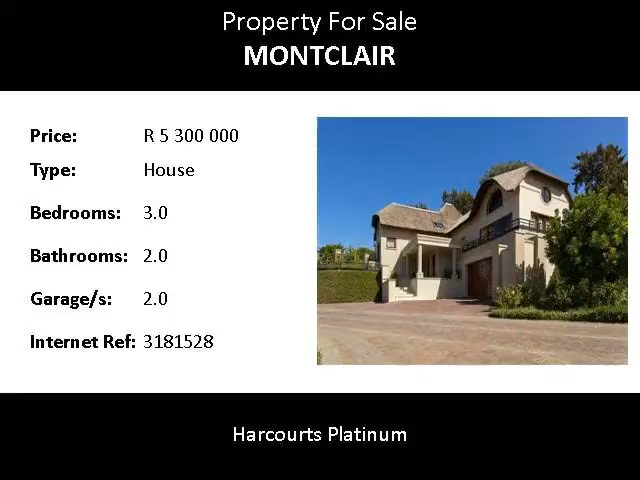 Property For Sale
MONTCLAIR
Price: R 5 300 000
Type: House
Bedrooms: 3.0
Bathrooms: 2.0
Garage/s: 2.0
Internet Ref: 3181528
Harcourts Platinum